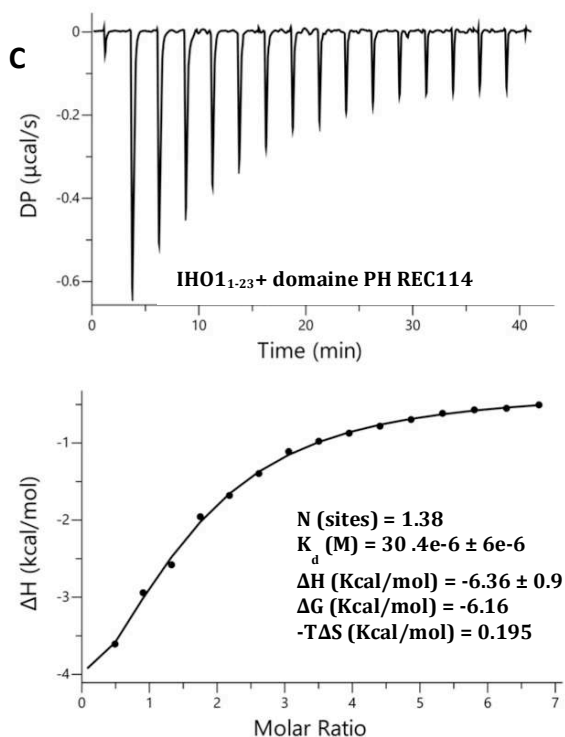 C
0
-0.2
-0.4
-0.6
DP (µcal/s)
IHO1₁₋₂₃+ domaine PH REC114
0 10 20 30 40
Time (min)
-1
-2
-3
-4
ΔH (kcal/mol)
N (sites) = 1.38
K_d (M) = 30 .4e-6 ± 6e-6
ΔH (Kcal/mol) = -6.36 ± 0.9
ΔG (Kcal/mol) = -6.16
-TΔS (Kcal/mol) = 0.195
0 1 2 3 4 5 6 7
Molar Ratio